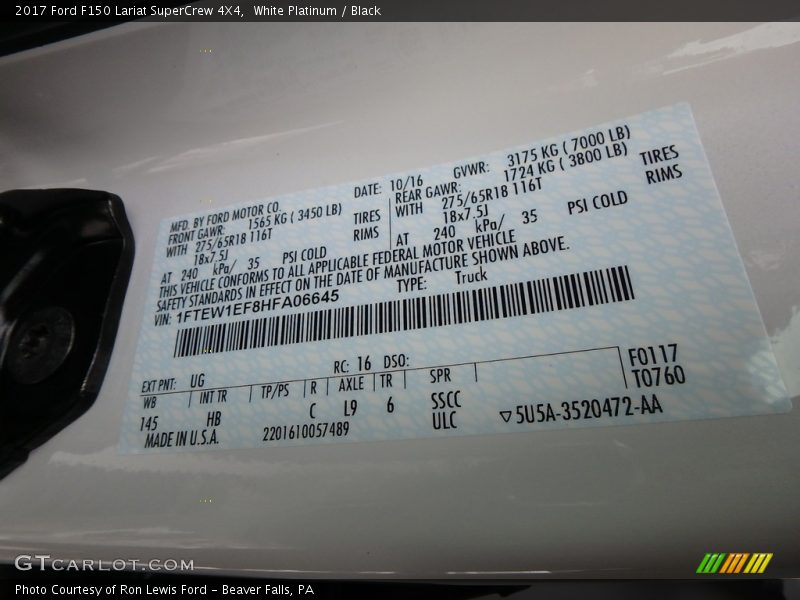 2017 Ford F150 Lariat SuperCrew 4X4,  White Platinum / Black
MFD. BY FORD MOTOR CO.
DATE: 10/16
GVWR: 3175 KG ( 7000 LB)
FRONT GAWR: 1565 KG ( 3450 LB)
REAR GAWR: 1724 KG ( 3800 LB)
WITH 275/65R18 116T TIRES
WITH 275/65R18 116T TIRES
18x7.5J RIMS
18x7.5J RIMS
AT 240 kPa/ 35 PSI COLD
AT 240 kPa/ 35 PSI COLD
THIS VEHICLE CONFORMS TO ALL APPLICABLE FEDERAL MOTOR VEHICLE
SAFETY STANDARDS IN EFFECT ON THE DATE OF MANUFACTURE SHOWN ABOVE.
VIN: 1FTEW1EF8HFA06645
TYPE: Truck
EXT PNT: UG RC: 16 DSO:
F0117
WB INT TR TP/PS R AXLE TR SPR
T0760
145 HB C L9 6 SSCC
ULC
▽5U5A-3520472-AA
MADE IN U.S.A. 2201610057489
GTCARLOT.COM
Photo Courtesy of Ron Lewis Ford – Beaver Falls, PA